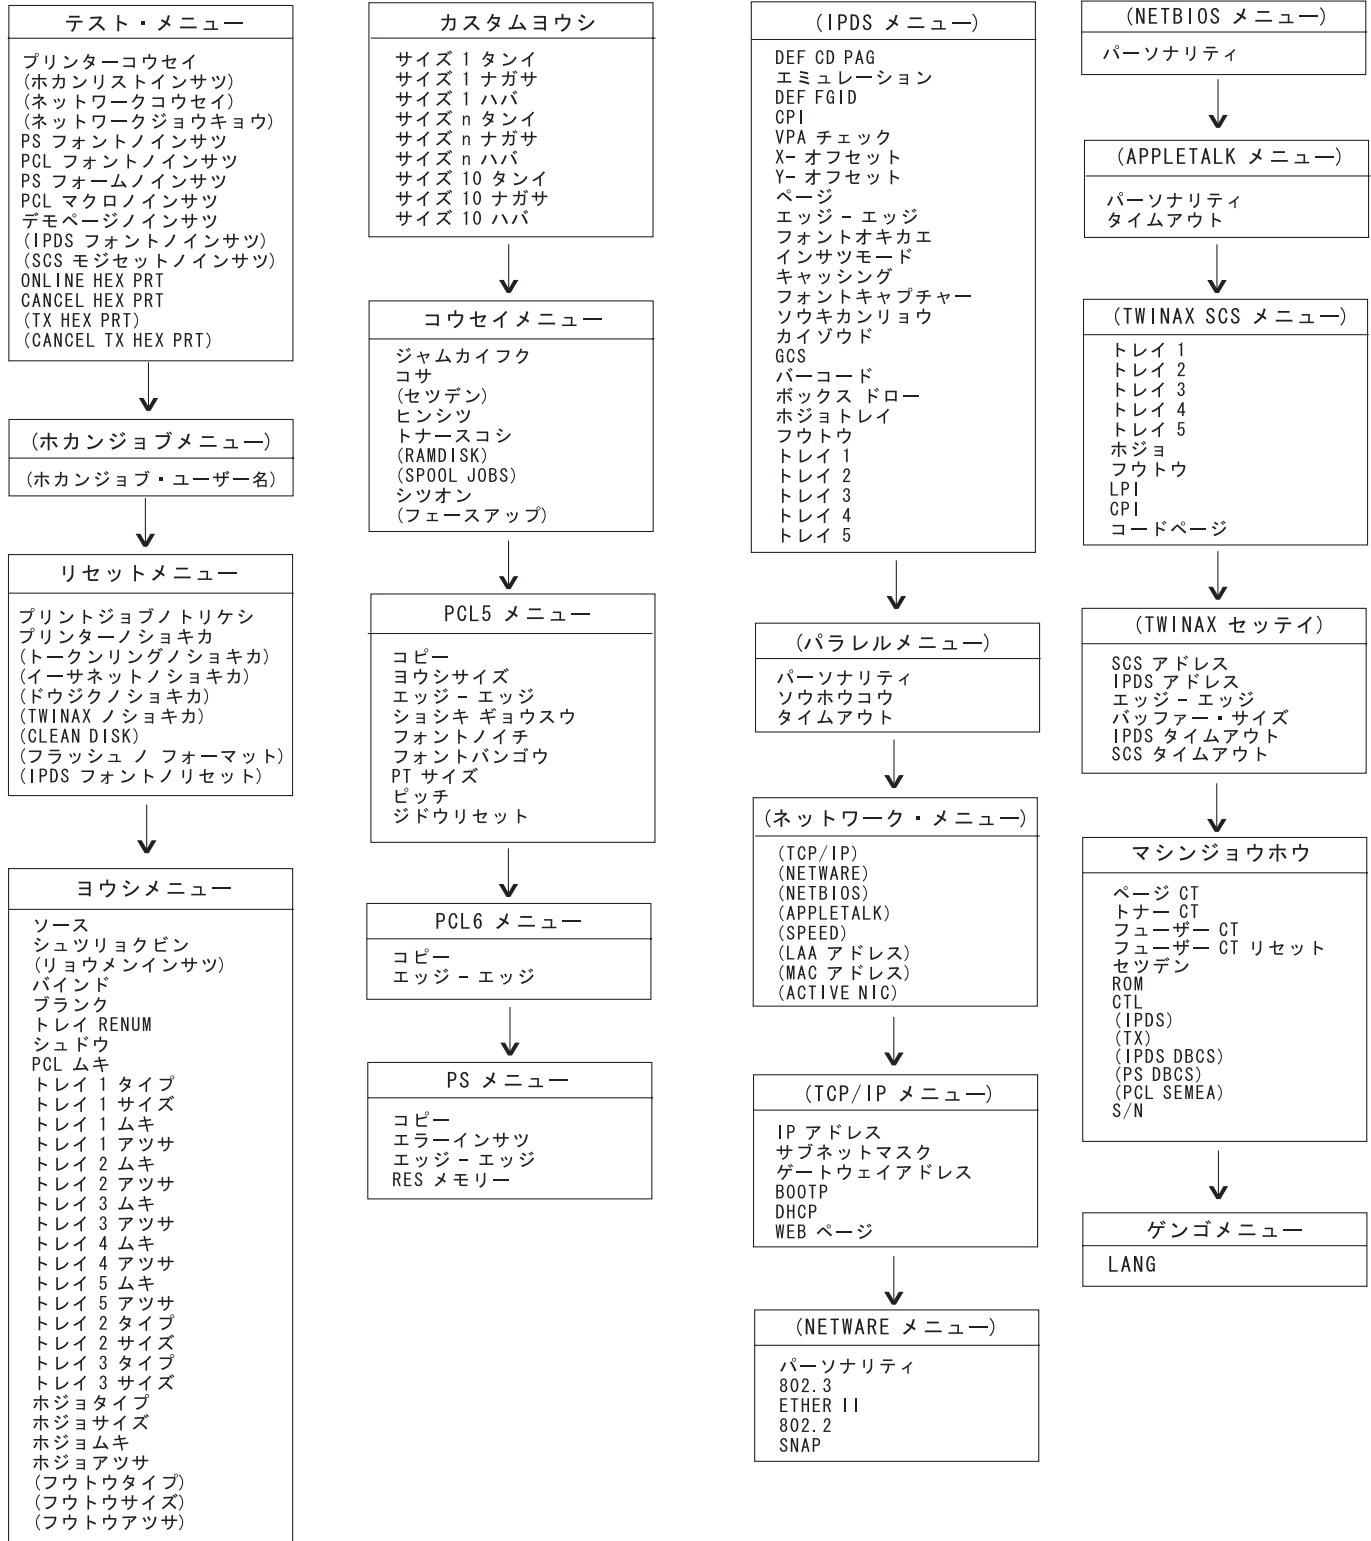 テスト・メニュー
プリンターコウセイ
(ホカンリストインサツ)
(ネットワークコウセイ)
(ネットワークジョウキョウ)
PS フォントノインサツ
PCL フォントノインサツ
PS フォームノインサツ
PCL マクロノインサツ
デモページノインサツ
(IPDS フォントノインサツ)
(SCS モジセットノインサツ)
ONLINE HEX PRT
CANCEL HEX PRT
(TX HEX PRT)
(CANCEL TX HEX PRT)
(ホカンジョブメニュー)
(ホカンジョブ・ユーザー名)
リセットメニュー
プリントジョブノトリケシ
プリンターノショキカ
(トークンリングノショキカ)
(イーサネットノショキカ)
(ドウジクノショキカ)
(TWINAX ノショキカ)
(CLEAN DISK)
(フラッシュ ノ フォーマット)
(IPDS フォントノリセット)
ヨウシメニュー
ソース
シュツリョクビン
(リョウメンインサツ)
バインド
ブランク
トレイ RENUM
シュドウ
PCL ムキ
トレイ 1 タイプ
トレイ 1 サイズ
トレイ 1 ムキ
トレイ 1 アツサ
トレイ 2 ムキ
トレイ 2 アツサ
トレイ 3 ムキ
トレイ 3 アツサ
トレイ 4 ムキ
トレイ 4 アツサ
トレイ 5 ムキ
トレイ 5 アツサ
トレイ 2 タイプ
トレイ 2 サイズ
トレイ 3 タイプ
トレイ 3 サイズ
ホジョタイプ
ホジョサイズ
ホジョムキ
ホジョアツサ
(フウトウタイプ)
(フウトウサイズ)
(フウトウアツサ)
カスタムヨウシ
サイズ 1 タンイ
サイズ 1 ナガサ
サイズ 1 ハバ
サイズ n タンイ
サイズ n ナガサ
サイズ n ハバ
サイズ 10 タンイ
サイズ 10 ナガサ
サイズ 10 ハバ
コウセイメニュー
ジャムカイフク
コサ
(セツデン)
ヒンシツ
トナースコシ
(RAMDISK)
(SPOOL JOBS)
シツオン
(フェースアップ)
PCL5 メニュー
コピー
ヨウシサイズ
エッジ - エッジ
ショシキ ギョウスウ
フォントノイチ
フォントバンゴウ
PT サイズ
ピッチ
ジドウリセット
PCL6 メニュー
コピー
エッジ - エッジ
PS メニュー
コピー
エラーインサツ
エッジ - エッジ
RES メモリー
(IPDS メニュー)
DEF CD PAG
エミュレーション
DEF FGID
CPI
VPA チェック
X- オフセット
Y- オフセット
ページ
エッジ - エッジ
フォントオキカエ
インサツモード
キャッシング
フォントキャプチャー
ソウキカンリョウ
カイゾウド
GCS
バーコード
ボックス ドロー
ホジョトレイ
フウトウ
トレイ 1
トレイ 2
トレイ 3
トレイ 4
トレイ 5
(パラレルメニュー)
パーソナリティ
ソウホウコウ
タイムアウト
(ネットワーク・メニュー)
(TCP/IP)
(NETWARE)
(NETBIOS)
(APPLETALK)
(SPEED)
(LAA アドレス)
(MAC アドレス)
(ACTIVE NIC)
(TCP/IP メニュー)
IP アドレス
サブネットマスク
ゲートウェイアドレス
BOOTP
DHCP
WEB ページ
(NETWARE メニュー)
パーソナリティ
802.3
ETHER II
802.2
SNAP
(NETBIOS メニュー)
パーソナリティ
(APPLETALK メニュー)
パーソナリティ
タイムアウト
(TWINAX SCS メニュー)
トレイ 1
トレイ 2
トレイ 3
トレイ 4
トレイ 5
ホジョ
フウトウ
LPI
CPI
コードページ
(TWINAX セッテイ)
SCS アドレス
IPDS アドレス
エッジ - エッジ
バッファー・サイズ
IPDS タイムアウト
SCS タイムアウト
マシンジョウホウ
ページ CT
トナー CT
フューザー CT
フューザー CT リセット
セツデン
ROM
CTL
(IPDS)
(TX)
(IPDS DBCS)
(PS DBCS)
(PCL SEMEA)
S/N
ゲンゴメニュー
LANG